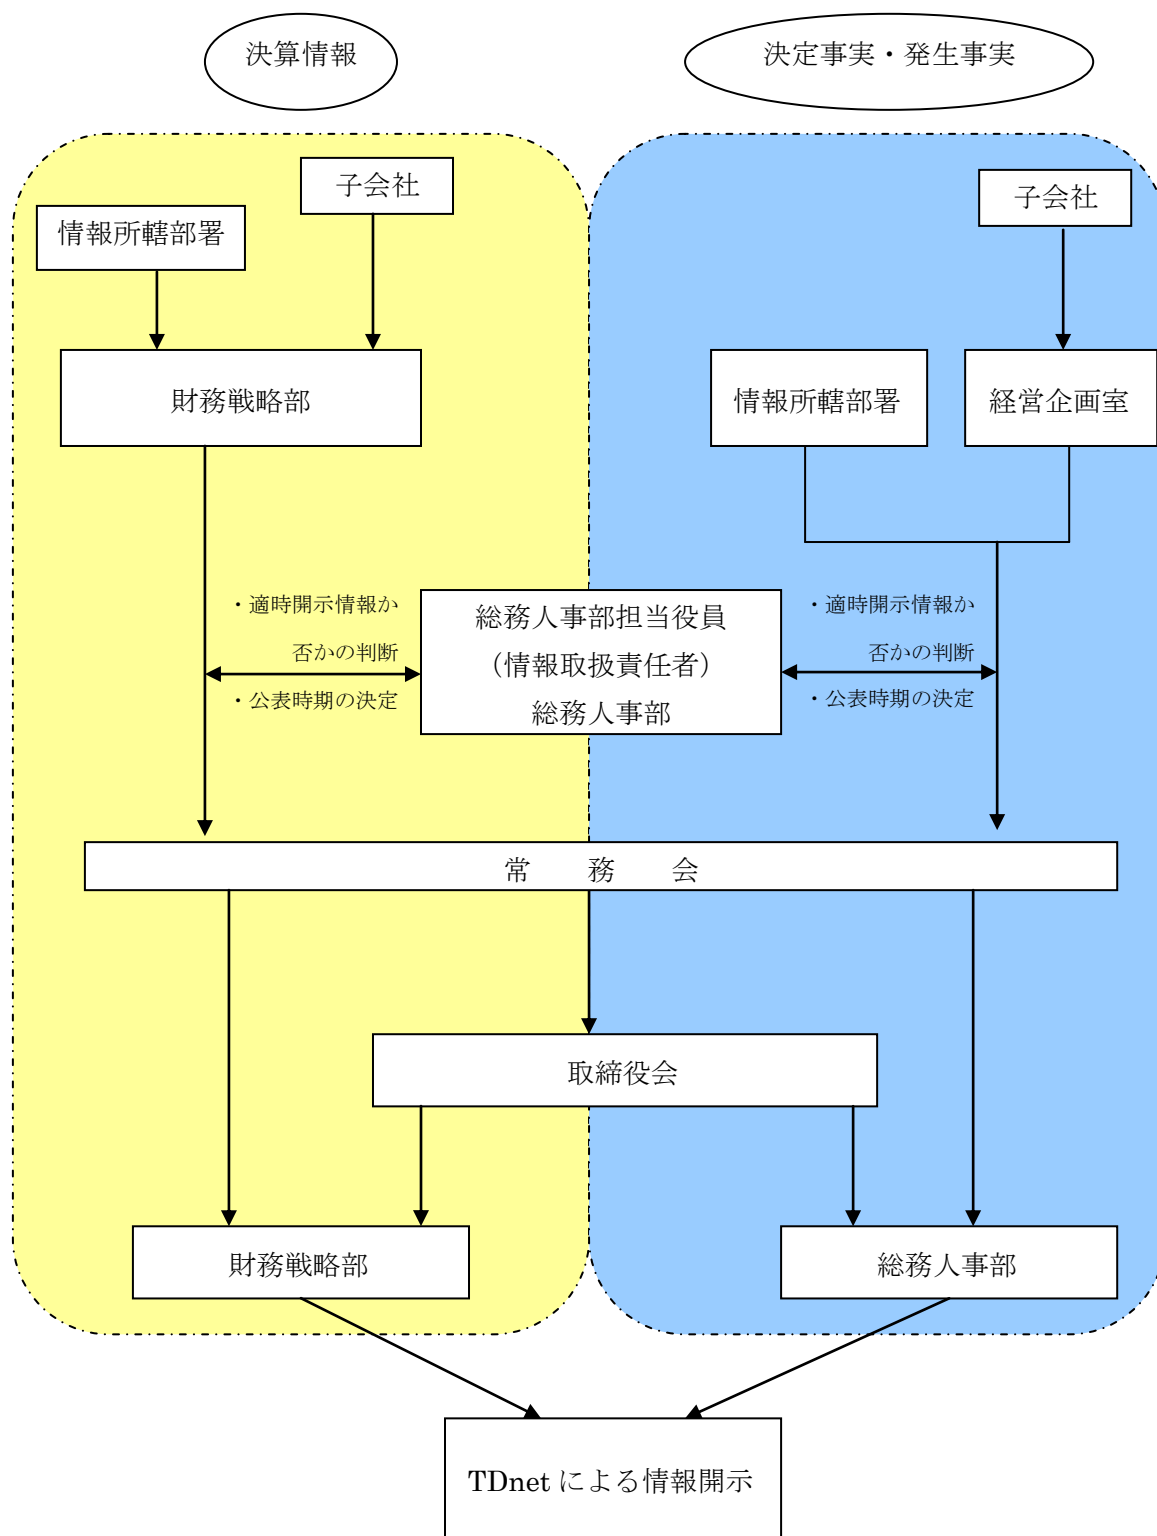 決算情報
決定事実・発生事実
子会社
情報所轄部署
財務戦略部
子会社
情報所轄部署
経営企画室
・適時開示情報か
否かの判断
・公表時期の決定
総務人事部担当役員
（情報取扱責任者）
総務人事部
・適時開示情報か
否かの判断
・公表時期の決定
常　務　会
取締役会
財務戦略部
総務人事部
TDnet による情報開示